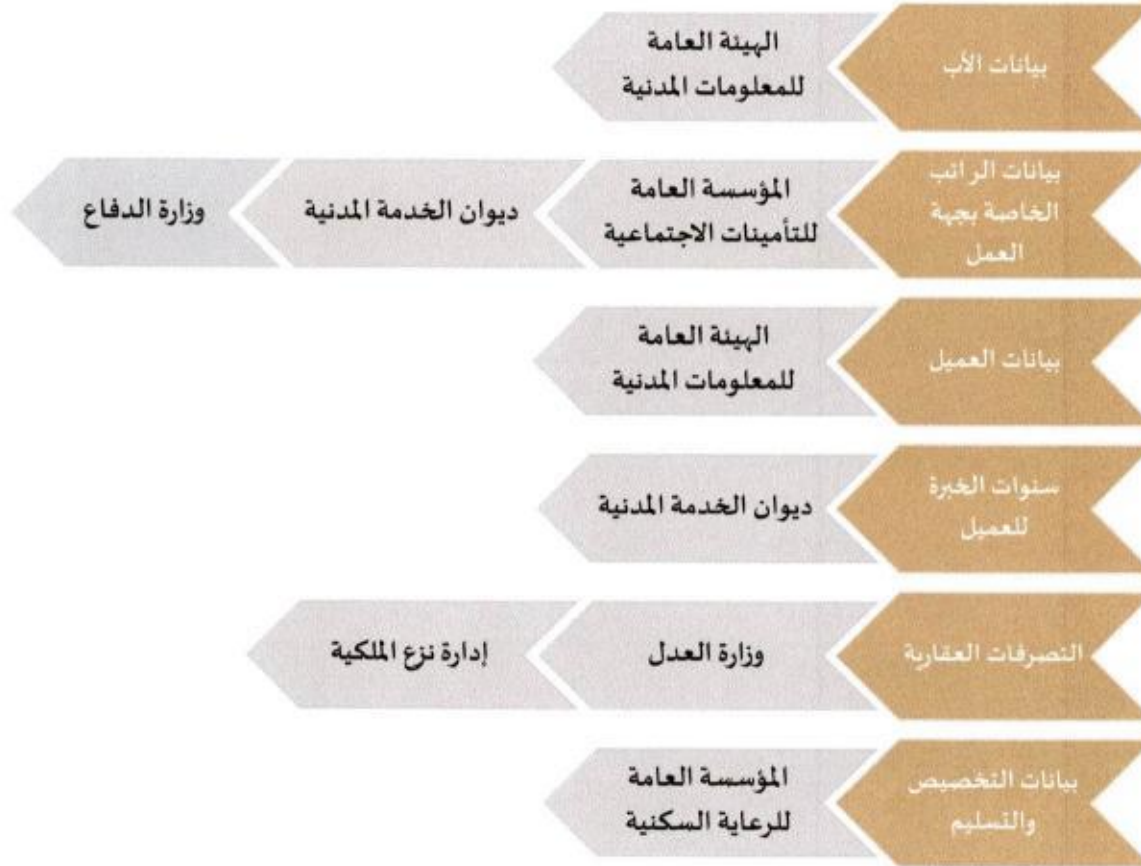 بيانات الأب
الهيئة العامة
للمعلومات المدنية
بيانات الراتب
الخاصة بجهة
العمل
المؤسسة العامة
للتأمينات الاجتماعية
ديوان الخدمة المدنية
وزارة الدفاع
بيانات العميل
الهيئة العامة
للمعلومات المدنية
سنوات الخبرة
للعميل
ديوان الخدمة المدنية
التصرفات العقارية
وزارة العدل
إدارة نزع الملكية
بيانات التخصيص
والتسليم
المؤسسة العامة
للرعاية السكنية